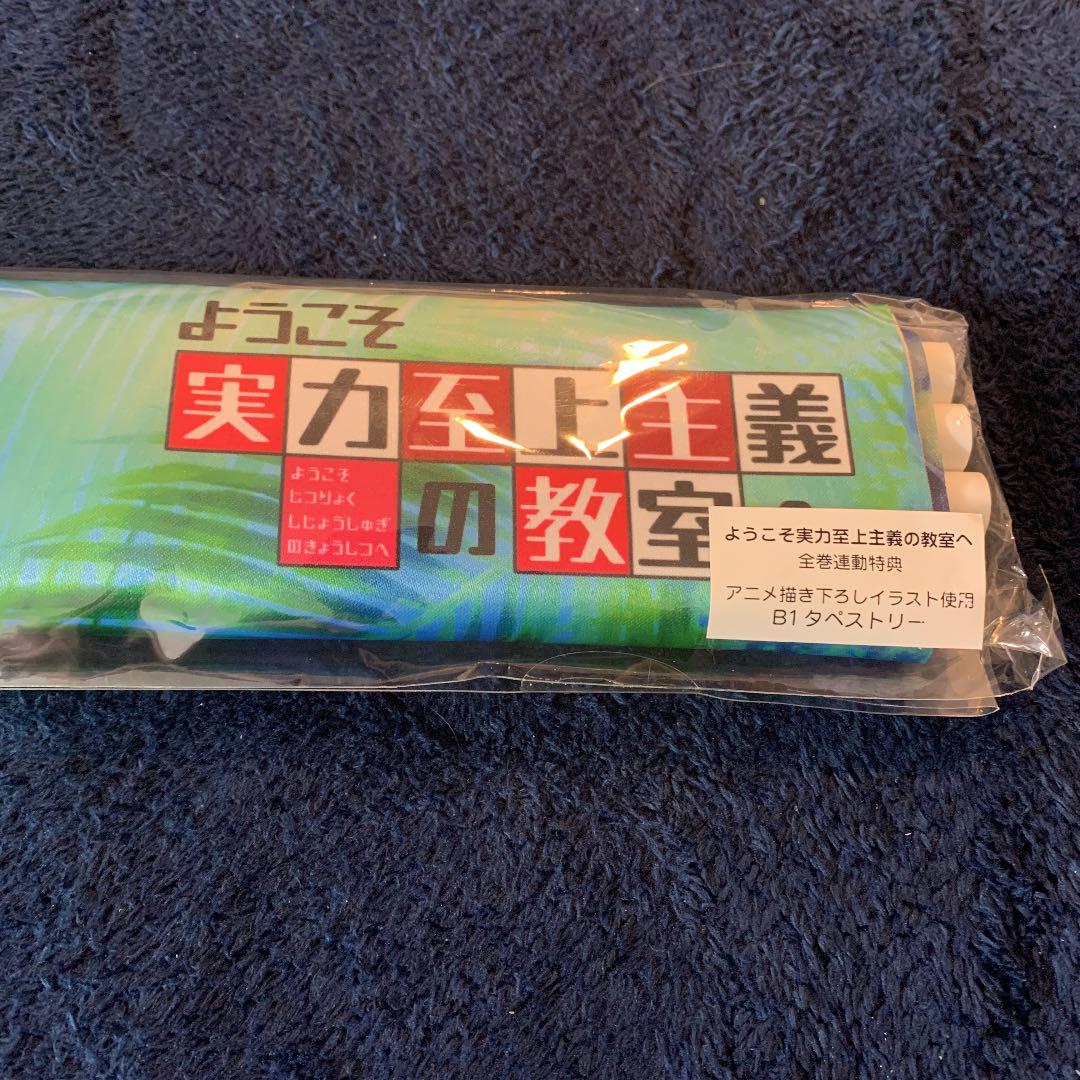 ようこそ
実力至上主義
の教室
ようこそ
じつりょく
しじょうしゅぎ
のきょうしつへ
ようこそ実力至上主義の教室へ
全巻連動特典
アニメ描き下ろしイラスト使用
B1タペストリー